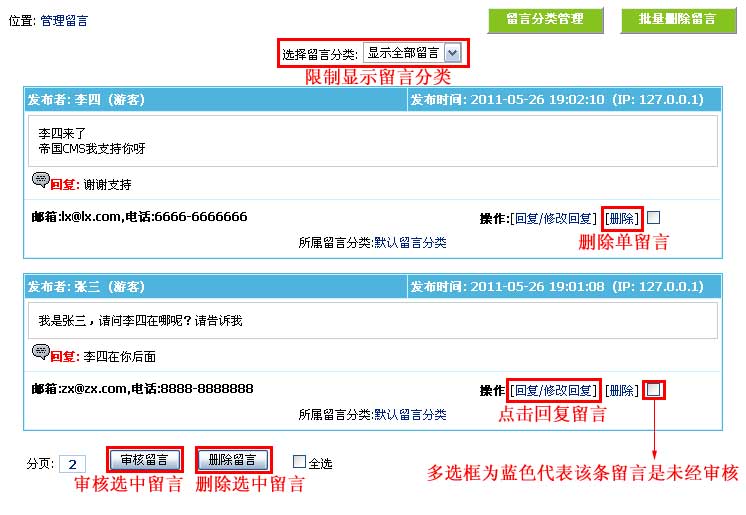 位置: 管理留言
留言分类管理
批量删除留言
选择留言分类: 显示全部留言
限制显示留言分类
发布者: 李四（游客）
发布时间: 2011-05-26 19:02:10（IP: 127.0.0.1）
李四来了
帝国CMS我支持你呀
回复: 谢谢支持
邮箱:lx@lx.com,电话:6666-6666666
操作:[回复/修改回复] [删除]
删除单留言
所属留言分类:默认留言分类
发布者: 张三（游客）
发布时间: 2011-05-26 19:01:08（IP: 127.0.0.1）
我是张三，请问李四在哪呢？请告诉我
回复: 李四在你后面
邮箱:zx@zx.com,电话:8888-8888888
操作:[回复/修改回复] [删除]
点击回复留言
所属留言分类:默认留言分类
分页: 2 审核留言 删除留言 全选
审核选中留言 删除选中留言
多选框为蓝色代表该条留言是未经审核